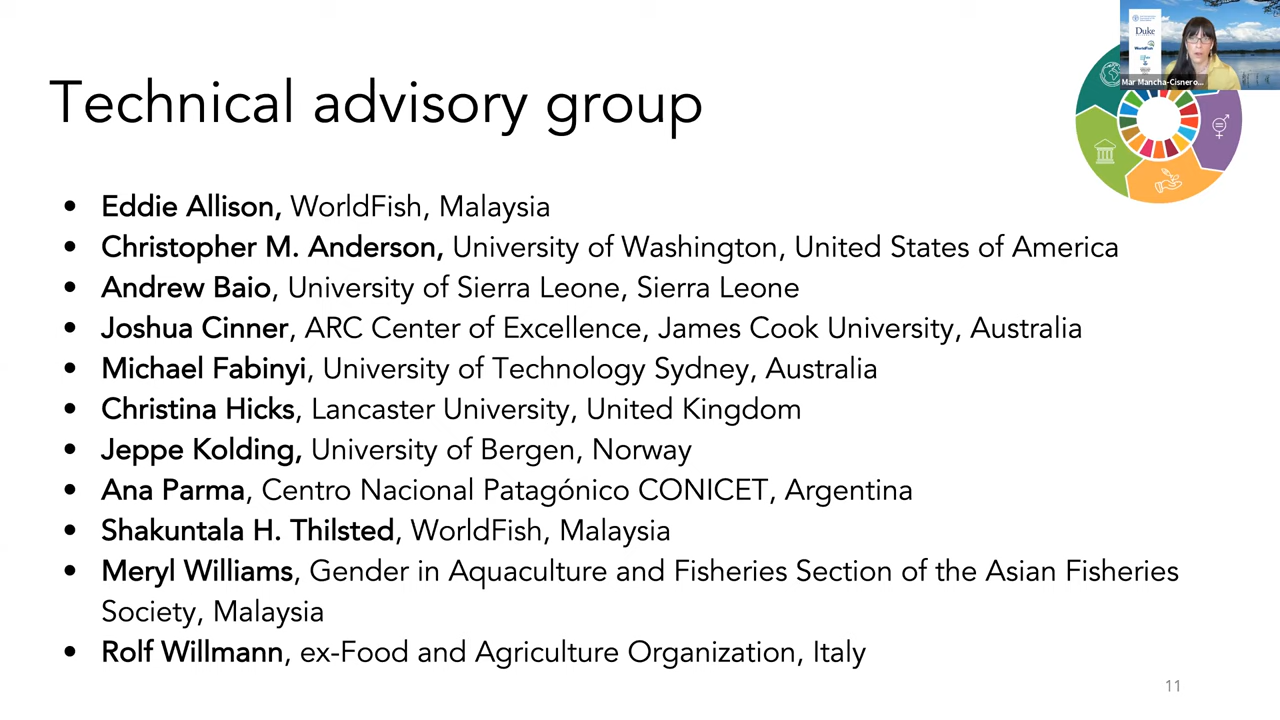 Technical advisory group
• Eddie Allison, WorldFish, Malaysia
• Christopher M. Anderson, University of Washington, United States of America
• Andrew Baio, University of Sierra Leone, Sierra Leone
• Joshua Cinner, ARC Center of Excellence, James Cook University, Australia
• Michael Fabinyi, University of Technology Sydney, Australia
• Christina Hicks, Lancaster University, United Kingdom
• Jeppe Kolding, University of Bergen, Norway
• Ana Parma, Centro Nacional Patagónico CONICET, Argentina
• Shakuntala H. Thilsted, WorldFish, Malaysia
• Meryl Williams, Gender in Aquaculture and Fisheries Section of the Asian Fisheries
Society, Malaysia
• Rolf Willmann, ex-Food and Agriculture Organization, Italy
11
Duke
WorldFish
Mar Mancha-Cisnero...